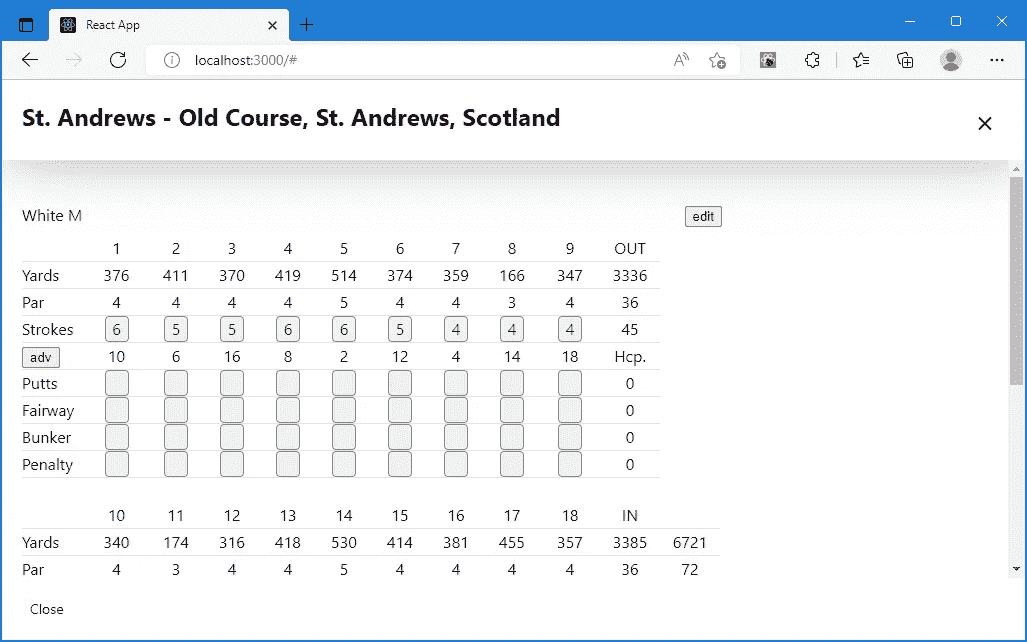 React App
localhost:3000/#
St. Andrews - Old Course, St. Andrews, Scotland
White M edit
1 2 3 4 5 6 7 8 9 OUT
Yards 376 411 370 419 514 374 359 166 347 3336
Par 4 4 4 4 5 4 4 3 4 36
Strokes 6 5 5 6 6 5 4 4 4 45
adv 10 6 16 8 2 12 4 14 18 Hcp.
Putts 0
Fairway 0
Bunker 0
Penalty 0
10 11 12 13 14 15 16 17 18 IN
Yards 340 174 316 418 530 414 381 455 357 3385 6721
Par 4 3 4 4 5 4 4 4 4 36 72
Close